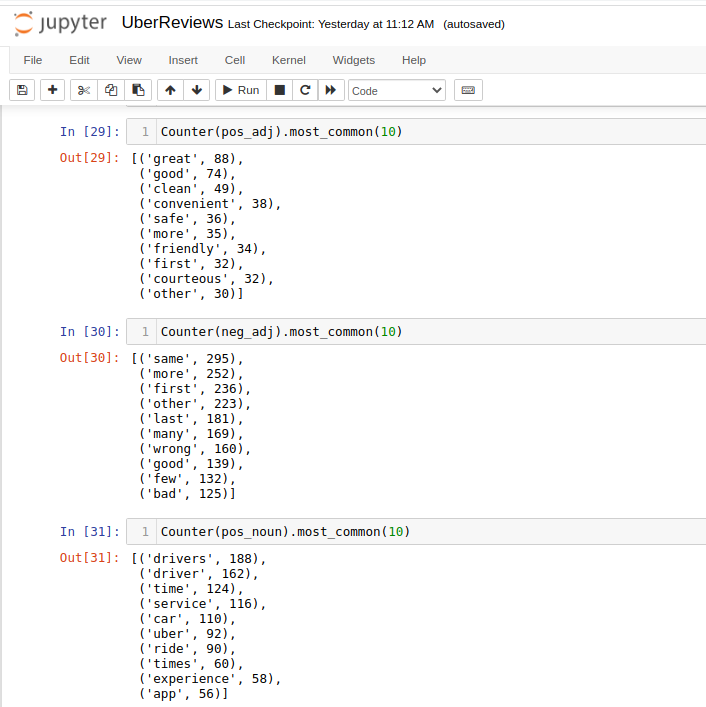 jupyter UberReviews Last Checkpoint: Yesterday at 11:12 AM (autosaved)
File Edit View Insert Cell Kernel Widgets Help
Run Code
In [29]: 1 Counter(pos_adj).most_common(10)
Out[29]: [('great', 88),
('good', 74),
('clean', 49),
('convenient', 38),
('safe', 36),
('more', 35),
('friendly', 34),
('first', 32),
('courteous', 32),
('other', 30)]
In [30]: 1 Counter(neg_adj).most_common(10)
Out[30]: [('same', 295),
('more', 252),
('first', 236),
('other', 223),
('last', 181),
('many', 169),
('wrong', 160),
('good', 139),
('few', 132),
('bad', 125)]
In [31]: 1 Counter(pos_noun).most_common(10)
Out[31]: [('drivers', 188),
('driver', 162),
('time', 124),
('service', 116),
('car', 110),
('uber', 92),
('ride', 90),
('times', 60),
('experience', 58),
('app', 56)]